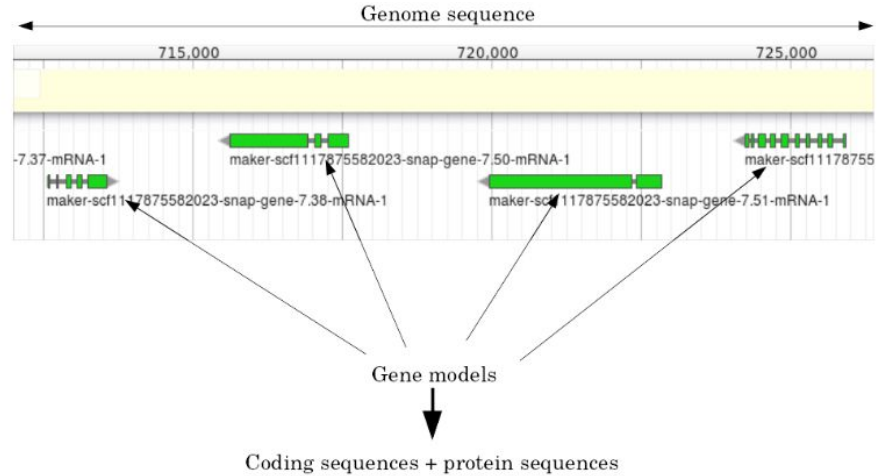 Genome sequence
715,000 720,000 725,000
-7.37-mRNA-1
maker-scf1117875582023-snap-gene-7.50-mRNA-1
maker-scf11178755
maker-scf1117875582023-snap-gene-7.38-mRNA-1
maker-scf1117875582023-snap-gene-7.51-mRNA-1
Gene models
Coding sequences + protein sequences